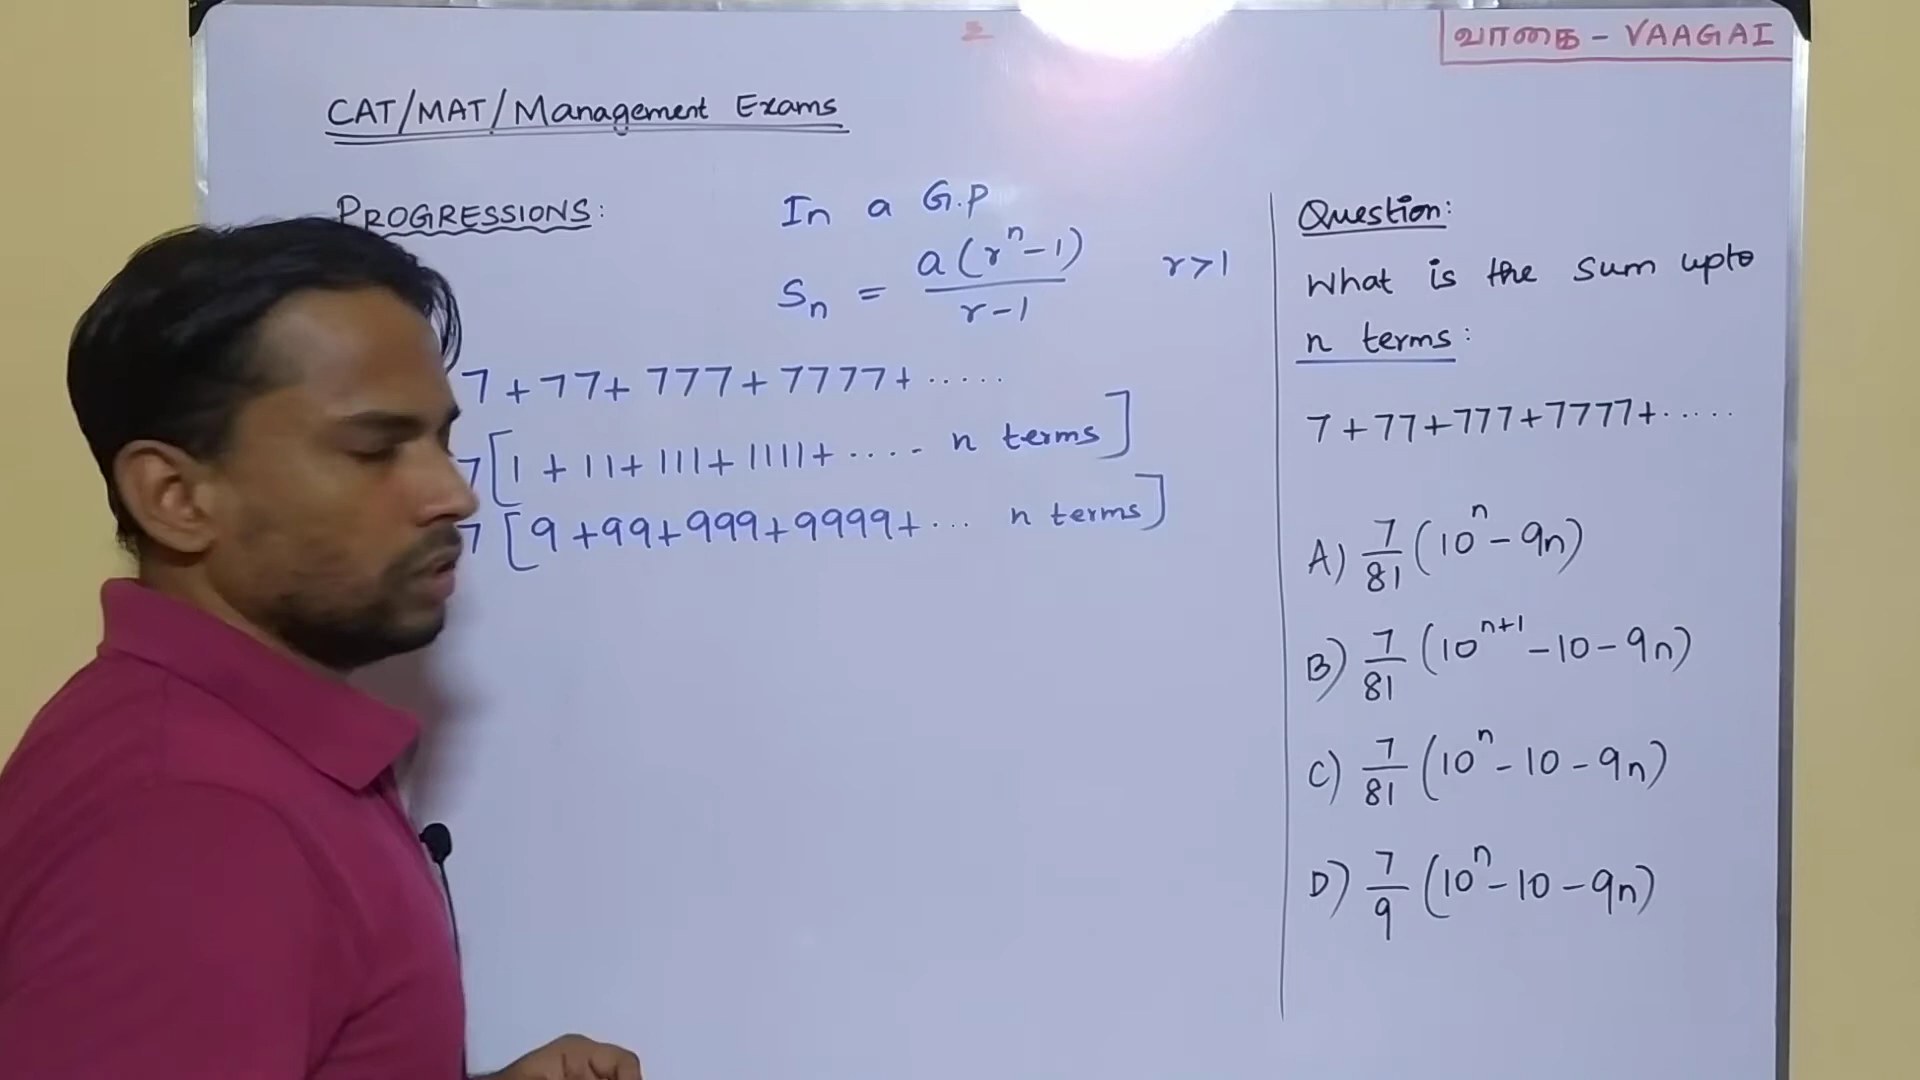 வாகை - VAAGAI
CAT/MAT/Management Exams
PROGRESSIONS:
In a G.P
Sn = a(r^n-1)/r-1 r>1
7+77+777+7777+.....
7[1+11+111+1111+.... n terms]
7[9+99+999+9999+... n terms]
Question:
What is the sum upto
n terms:
7+77+777+7777+.....
A) 7/81 (10^n-9n)
B) 7/81 (10^n+1-10-9n)
C) 7/81 (10^n-10-9n)
D) 7/9 (10^n-10-9n)